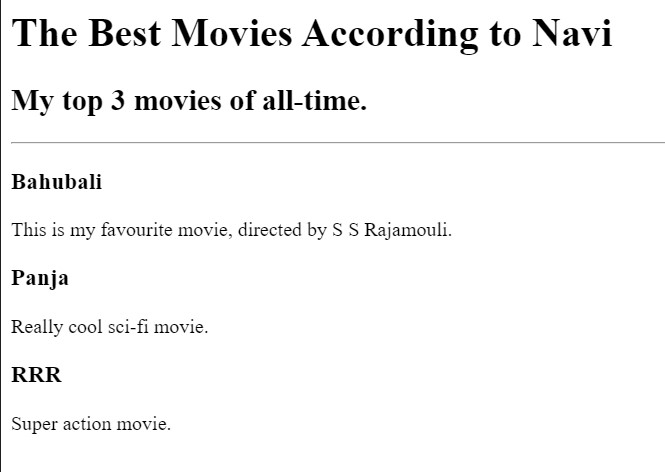 The Best Movies According to Navi
My top 3 movies of all-time.
Bahubali
This is my favourite movie, directed by S S Rajamouli.
Panja
Really cool sci-fi movie.
RRR
Super action movie.